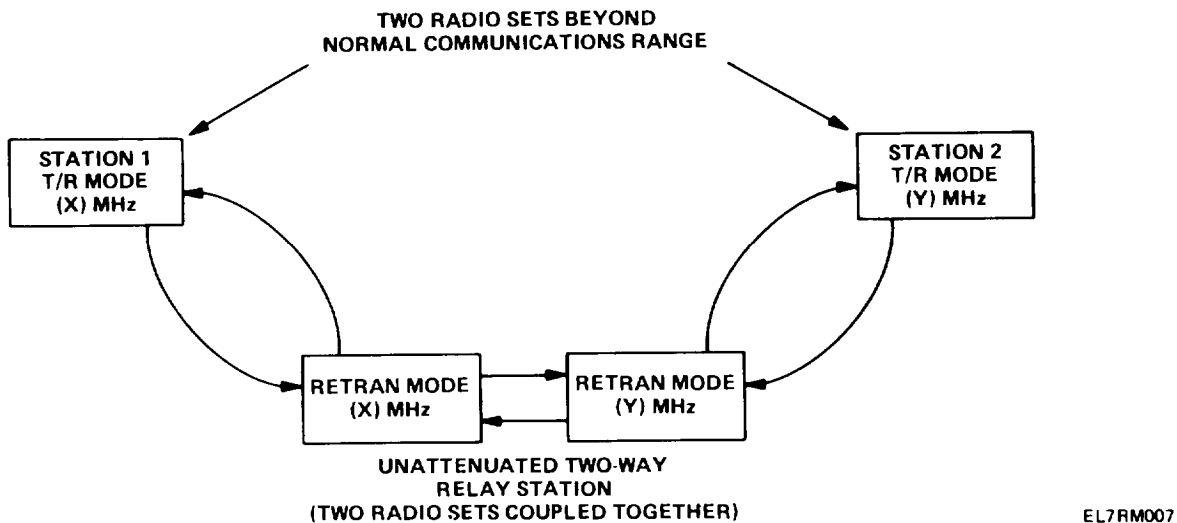 TWO RADIO SETS BEYOND
NORMAL COMMUNICATIONS RANGE
STATION 1
T/R MODE
(X) MHz
STATION 2
T/R MODE
(Y) MHz
RETRAN MODE
(X) MHz
RETRAN MODE
(Y) MHz
UNATTENUATED TWO-WAY
RELAY STATION
(TWO RADIO SETS COUPLED TOGETHER)
EL7RM007